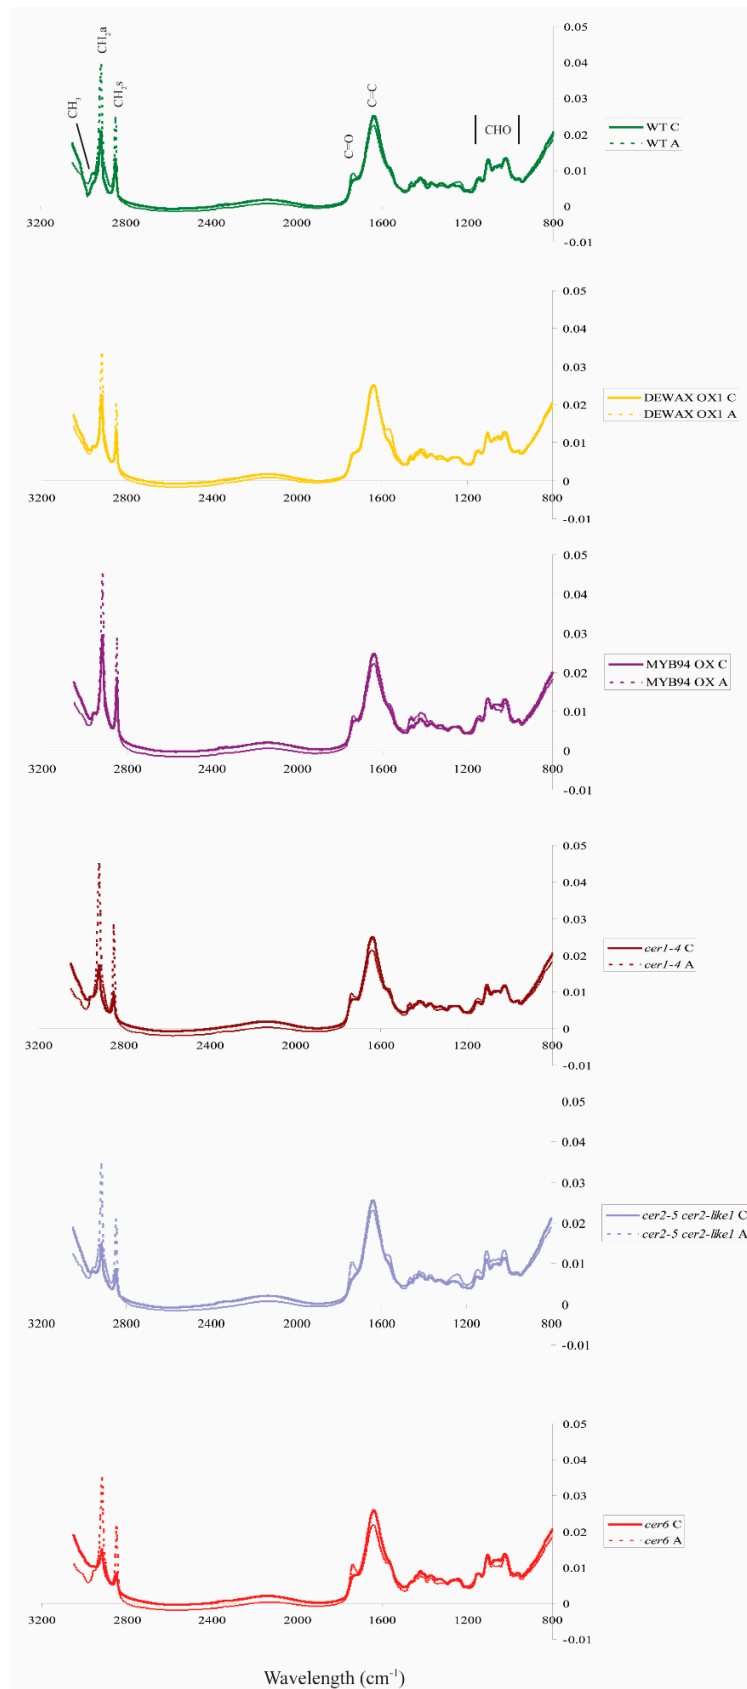 CH3
CH2a
CH2s
C=O
C=C
CHO
0.05
0.04
0.03
0.02
0.01
0
-0.01
3200 2800 2400 2000 1600 1200 800
WT C
WT A
0.05
0.04
0.03
0.02
0.01
0
-0.01
3200 2800 2400 2000 1600 1200 800
DEWAX OX1 C
DEWAX OX1 A
0.05
0.04
0.03
0.02
0.01
0
-0.01
3200 2800 2400 2000 1600 1200 800
MYB94 OX C
MYB94 OX A
0.05
0.04
0.03
0.02
0.01
0
-0.01
3200 2800 2400 2000 1600 1200 800
cer1-4 C
cer1-4 A
0.05
0.04
0.03
0.02
0.01
0
-0.01
3200 2800 2400 2000 1600 1200 800
cer2-5 cer2-like1 C
cer2-5 cer2-like1 A
0.05
0.04
0.03
0.02
0.01
0
-0.01
3200 2800 2400 2000 1600 1200 800
cer6 C
cer6 A
Wavelength (cm⁻¹)